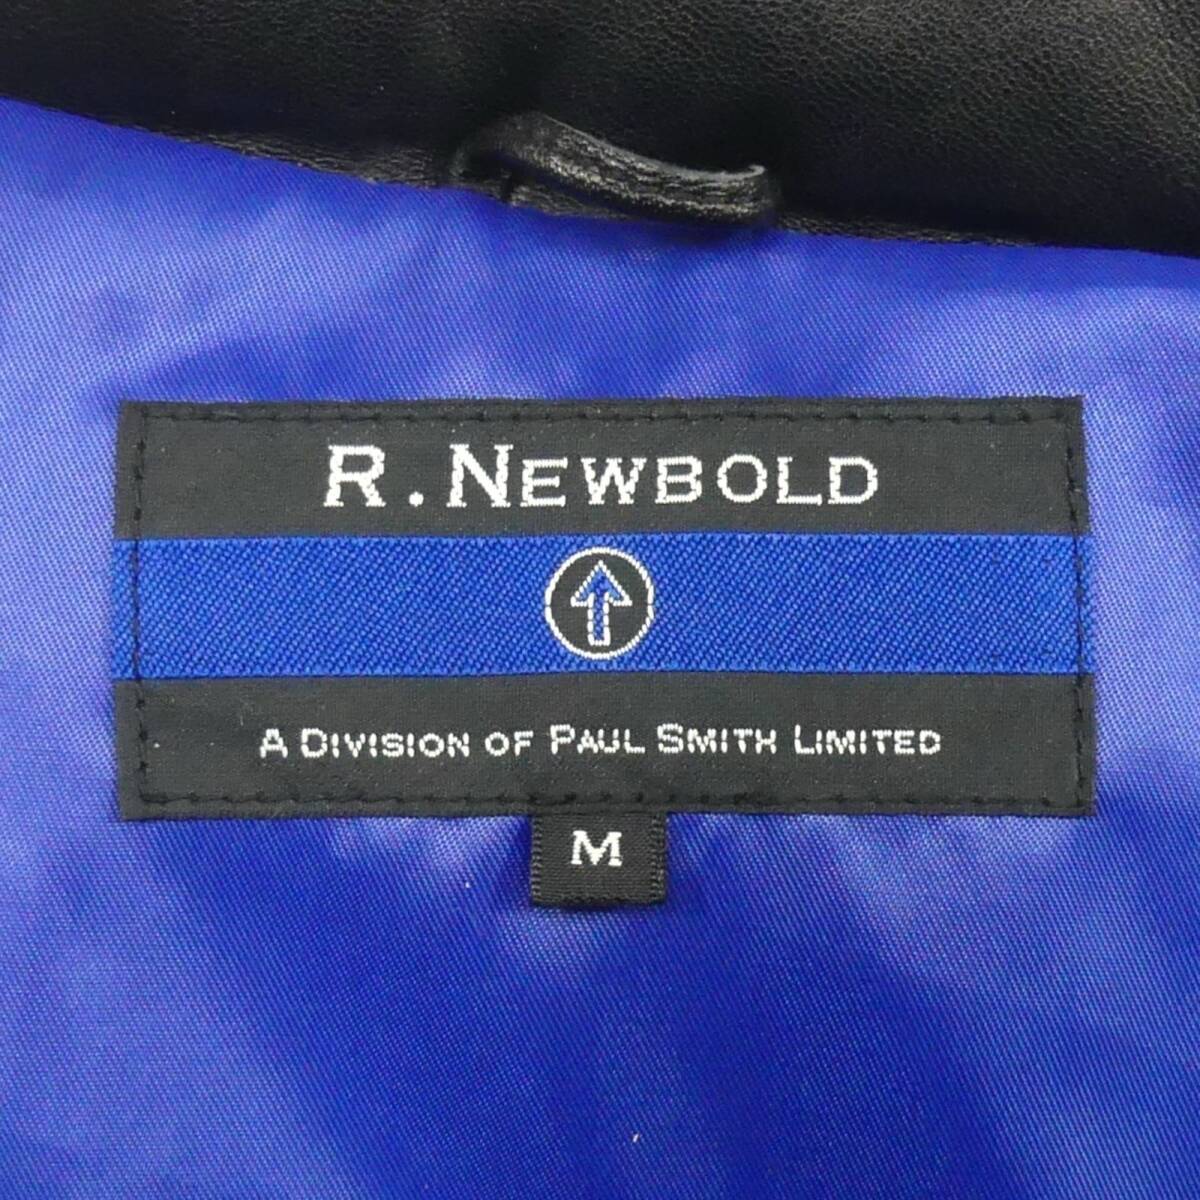 R. NEWBOLD
A DIVISION OF PAUL SMITH LIMITED
M